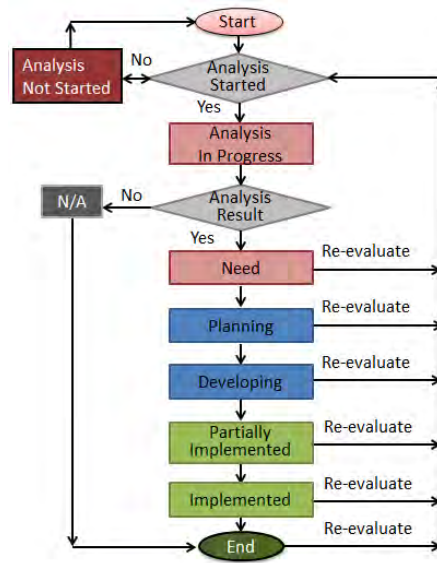 Start
Analysis
Not Started
No
Analysis
Started
Yes
Analysis
In Progress
N/A
No
Analysis
Result
Yes
Need
Re-evaluate
Planning
Re-evaluate
Developing
Re-evaluate
Partially
Implemented
Re-evaluate
Implemented
Re-evaluate
End
Re-evaluate